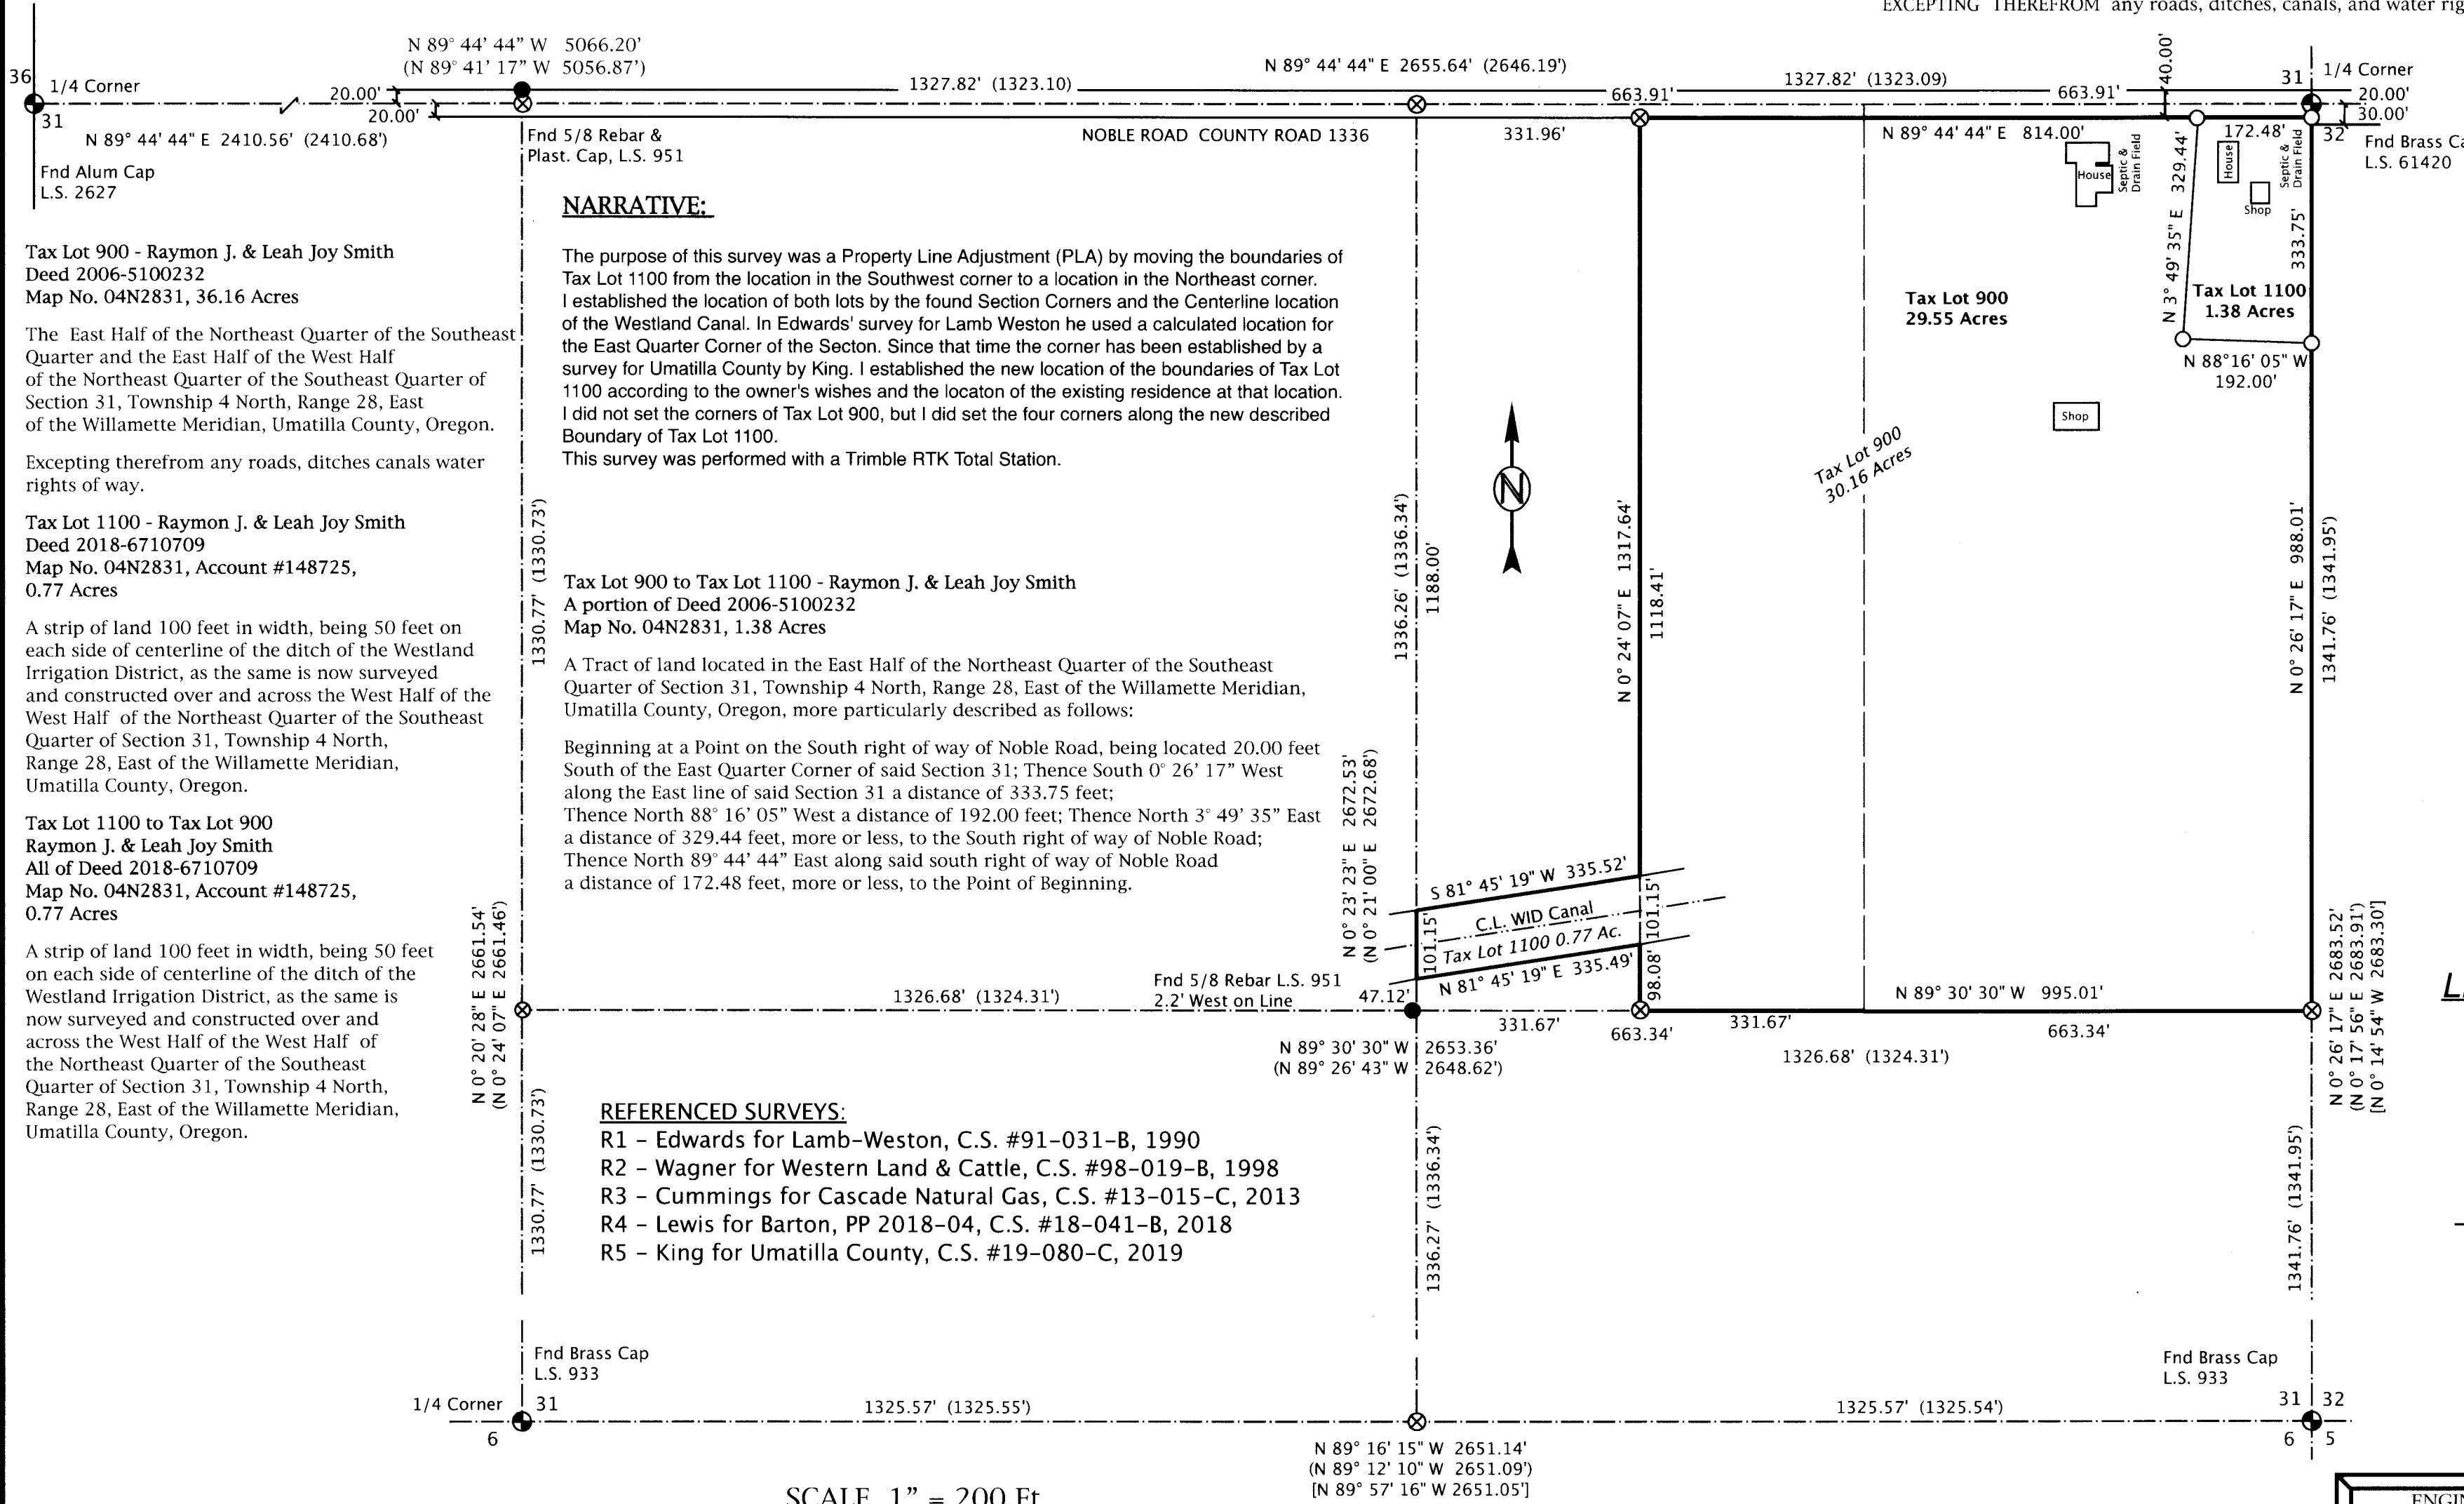 EXCEPTING THEREFROM any roads, ditches, canals, and water
N 89° 44' 44” W 5066.20'
(N 89° 41' 17” W 5056.87')
36
1/4 Corner
31
20.00'
20.00'
N 89° 44' 44" E 2410.56' (2410.68')
Fnd Alum Cap
L.S. 2627
1327.82' (1323.10)
N 89° 44' 44" E 2655.64' (2646.19')
1327.82' (1323.09)
663.91'
663.91'
40.00'
31
1/4 Corner
20.00'
30.00'
32
Fnd Brass
L.S. 61420
Fnd 5/8 Rebar &
Plast. Cap, L.S. 951
NOBLE ROAD COUNTY ROAD 1336
331.96'
N 89° 44' 44" E 814.00'
172.48'
House
Septic &
Drain Field
N 3° 49' 35" E 329.44'
House
Shop
Septic &
Drain Field
333.75'
Tax Lot 1100
1.38 Acres
N 88°16' 05" W
192.00'
Tax Lot 900
29.55 Acres
Shop
Tax Lot 900
30.16 Acres
Tax Lot 900 - Raymon J. & Leah Joy Smith
Deed 2006-5100232
Map No. 04N2831, 36.16 Acres
The East Half of the Northeast Quarter of the Southeast
Quarter and the East Half of the West Half
of the Northeast Quarter of the Southeast Quarter of
Section 31, Township 4 North, Range 28, East
of the Willamette Meridian, Umatilla County, Oregon.
Excepting therefrom any roads, ditches canals water
rights of way.
Tax Lot 1100 - Raymon J. & Leah Joy Smith
Deed 2018-6710709
Map No. 04N2831, Account #148725,
0.77 Acres
A strip of land 100 feet in width, being 50 feet on
each side of centerline of the ditch of the Westland
Irrigation District, as the same is now surveyed
and constructed over and across the West Half of the
West Half of the Northeast Quarter of the Southeast
Quarter of Section 31, Township 4 North,
Range 28, East of the Willamette Meridian,
Umatilla County, Oregon.
Tax Lot 1100 to Tax Lot 900
Raymon J. & Leah Joy Smith
All of Deed 2018-6710709
Map No. 04N2831, Account #148725,
0.77 Acres
A strip of land 100 feet in width, being 50 feet
on each side of centerline of the ditch of the
Westland Irrigation District, as the same is
now surveyed and constructed over and
across the West Half of the West Half of
the Northeast Quarter of the Southeast
Quarter of Section 31, Township 4 North,
Range 28, East of the Willamette Meridian,
Umatilla County, Oregon.
NARRATIVE:
The purpose of this survey was a Property Line Adjustment (PLA) by moving the boundaries of
Tax Lot 1100 from the location in the Southwest corner to a location in the Northeast corner.
I established the location of both lots by the found Section Corners and the Centerline location
of the Westland Canal. In Edwards' survey for Lamb Weston he used a calculated location for
the East Quarter Corner of the Secton. Since that time the corner has been established by a
survey for Umatilla County by King. I established the new location of the boundaries of Tax Lot
1100 according to the owner's wishes and the locaton of the existing residence at that location.
I did not set the corners of Tax Lot 900, but I did set the four corners along the new described
Boundary of Tax Lot 1100.
This survey was performed with a Trimble RTK Total Station.
Tax Lot 900 to Tax Lot 1100 - Raymon J. & Leah Joy Smith
A portion of Deed 2006-5100232
Map No. 04N2831, 1.38 Acres
A Tract of land located in the East Half of the Northeast Quarter of the Southeast
Quarter of Section 31, Township 4 North, Range 28, East of the Willamette Meridian,
Umatilla County, Oregon, more particularly described as follows:
Beginning at a Point on the South right of way of Noble Road, being located 20.00 feet
South of the East Quarter Corner of said Section 31; Thence South 0° 26' 17” West
along the East line of said Section 31 a distance of 333.75 feet;
Thence North 88° 16' 05” West a distance of 192.00 feet; Thence North 3° 49' 35” East
a distance of 329.44 feet, more or less, to the South right of way of Noble Road;
Thence North 89° 44' 44” East along said south right of way of Noble Road
a distance of 172.48 feet, more or less, to the Point of Beginning.
1330.77' (1330.73')
N 0° 20' 28" E 2661.54'
(N 0° 24' 07" E 2661.46')
1330.77' (1330.73')
1336.26' (1336.34')
1188.00'
N 0° 23' 23" E 2672.53'
(N 0° 21' 00" E 2672.68')
N
N 0° 24' 07" E 1317.64'
1118.41'
N 0° 26' 17" E 988.01'
1341.76' (1341.95')
S 81° 45' 19" W 335.52'
C.L. WID Canal
Tax Lot 1100 0.77 Ac.
N 81° 45' 19" E 335.49'
101.15'
101.15'
98.08'
47.12'
Fnd 5/8 Rebar L.S. 951
2.2' West on Line
1326.68' (1324.31')
N 89° 30' 30" W 2653.36'
(N 89° 26' 43" W 2648.62')
331.67'
663.34'
331.67'
N 89° 30' 30" W 995.01'
663.34'
1326.68' (1324.31')
N 0° 26' 17" E 2683.52'
(N 0° 17' 56" E 2683.91')
[N 0° 14' 54" W 2683.30']
REFERENCED SURVEYS:
R1 – Edwards for Lamb–Weston, C.S. #91–031–B, 1990
R2 – Wagner for Western Land & Cattle, C.S. #98–019–B, 1998
R3 – Cummings for Cascade Natural Gas, C.S. #13–015–C, 2013
R4 – Lewis for Barton, PP 2018–04, C.S. #18–041–B, 2018
R5 – King for Umatilla County, C.S. #19–080–C, 2019
1336.27' (1336.34')
1341.76' (1341.95')
Fnd Brass Cap
L.S. 933
1/4 Corner
31
6
1325.57' (1325.55')
1325.57' (1325.54')
Fnd Brass Cap
L.S. 933
31
32
6
5
N 89° 16' 15" W 2651.14'
(N 89° 12' 10" W 2651.09')
[N 89° 57' 16" W 2651.05']
SCALE 1” = 200 Ft